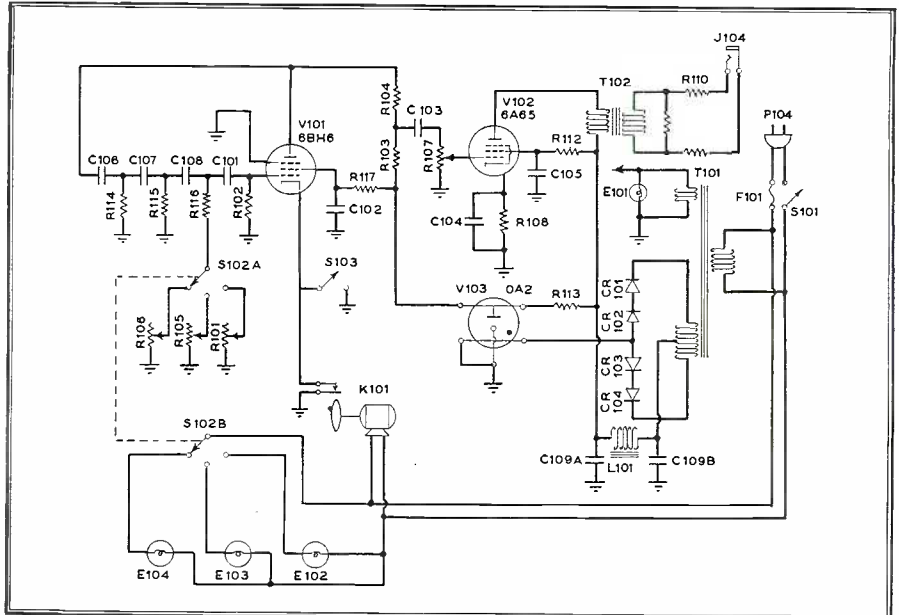 J104
T102
R110
P104
V101
6BH6
R104
C103
V102
6A65
R112
R107
C106 C107 C108 C101
R103
C105
R114
R115
R116
R102
R117
C102
C104
R108
E101
T101
F101
S101
S102A
S103
V103 0A2
R113
CR 101
CR 102
CR 103
CR 104
R106
R105
R101
K101
S102B
C109A
L101
C109B
E104
E103
E102